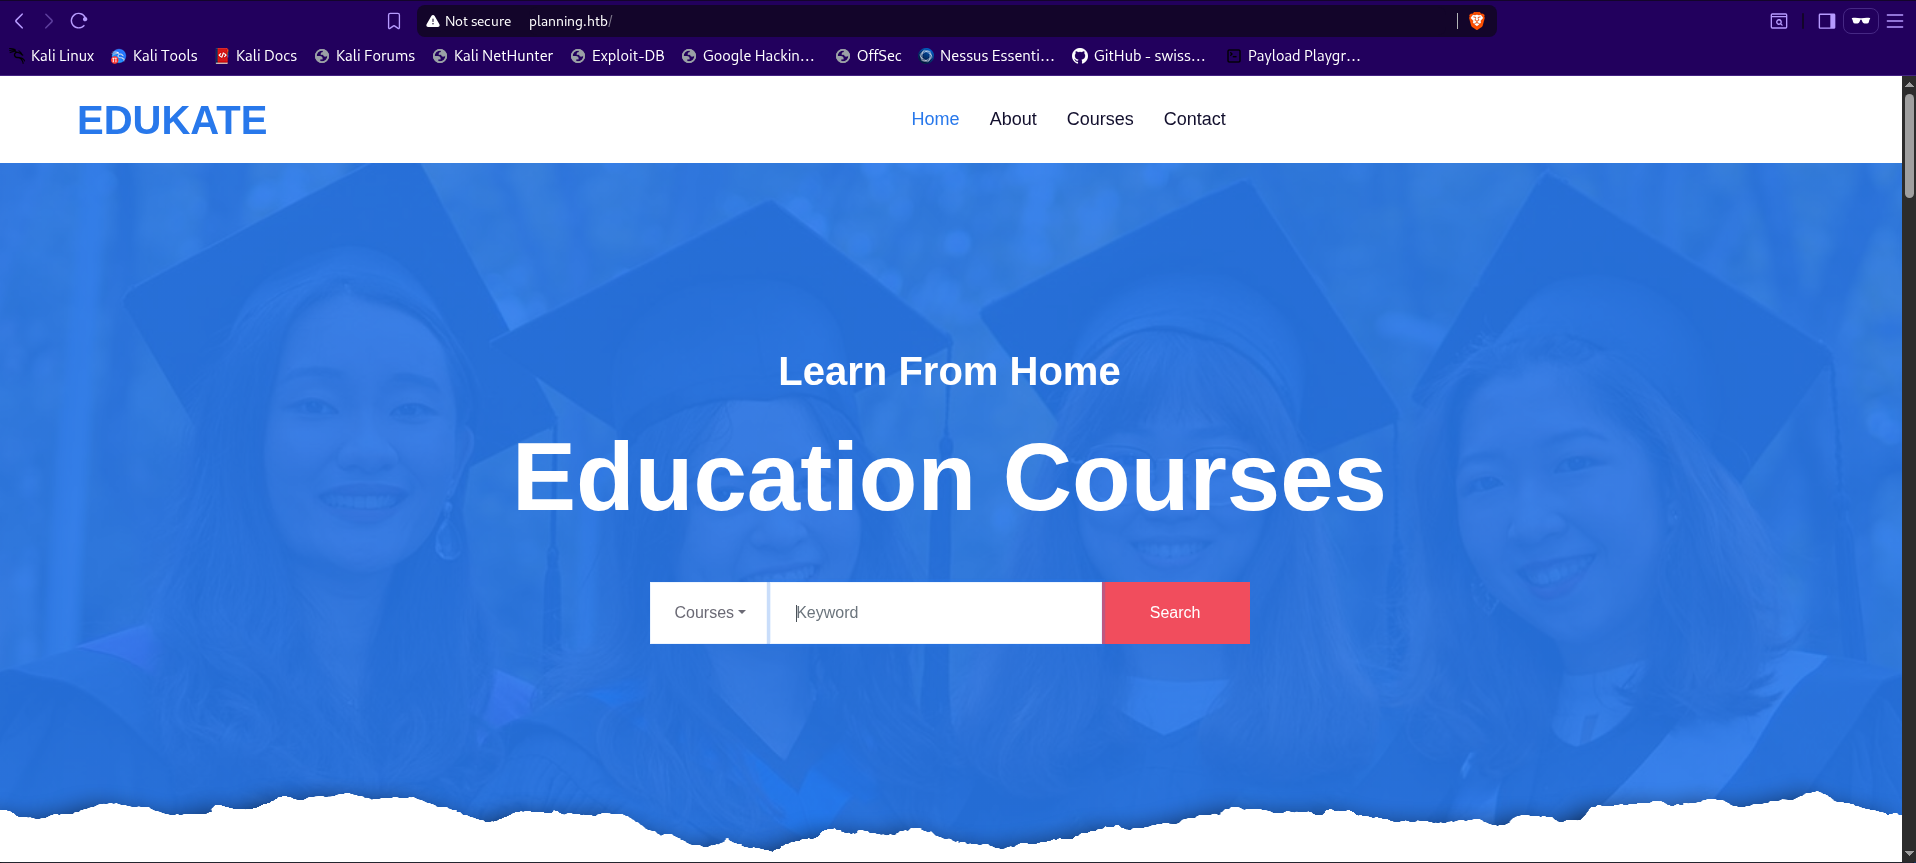 Not secure planning.htb/
Kali Linux Kali Tools Kali Docs Kali Forums Kali NetHunter Exploit-DB Google Hackin... OffSec Nessus Essenti... GitHub - swiss... Payload Playgr...
EDUKATE Home About Courses Contact
Learn From Home
Education Courses
Courses Keyword Search